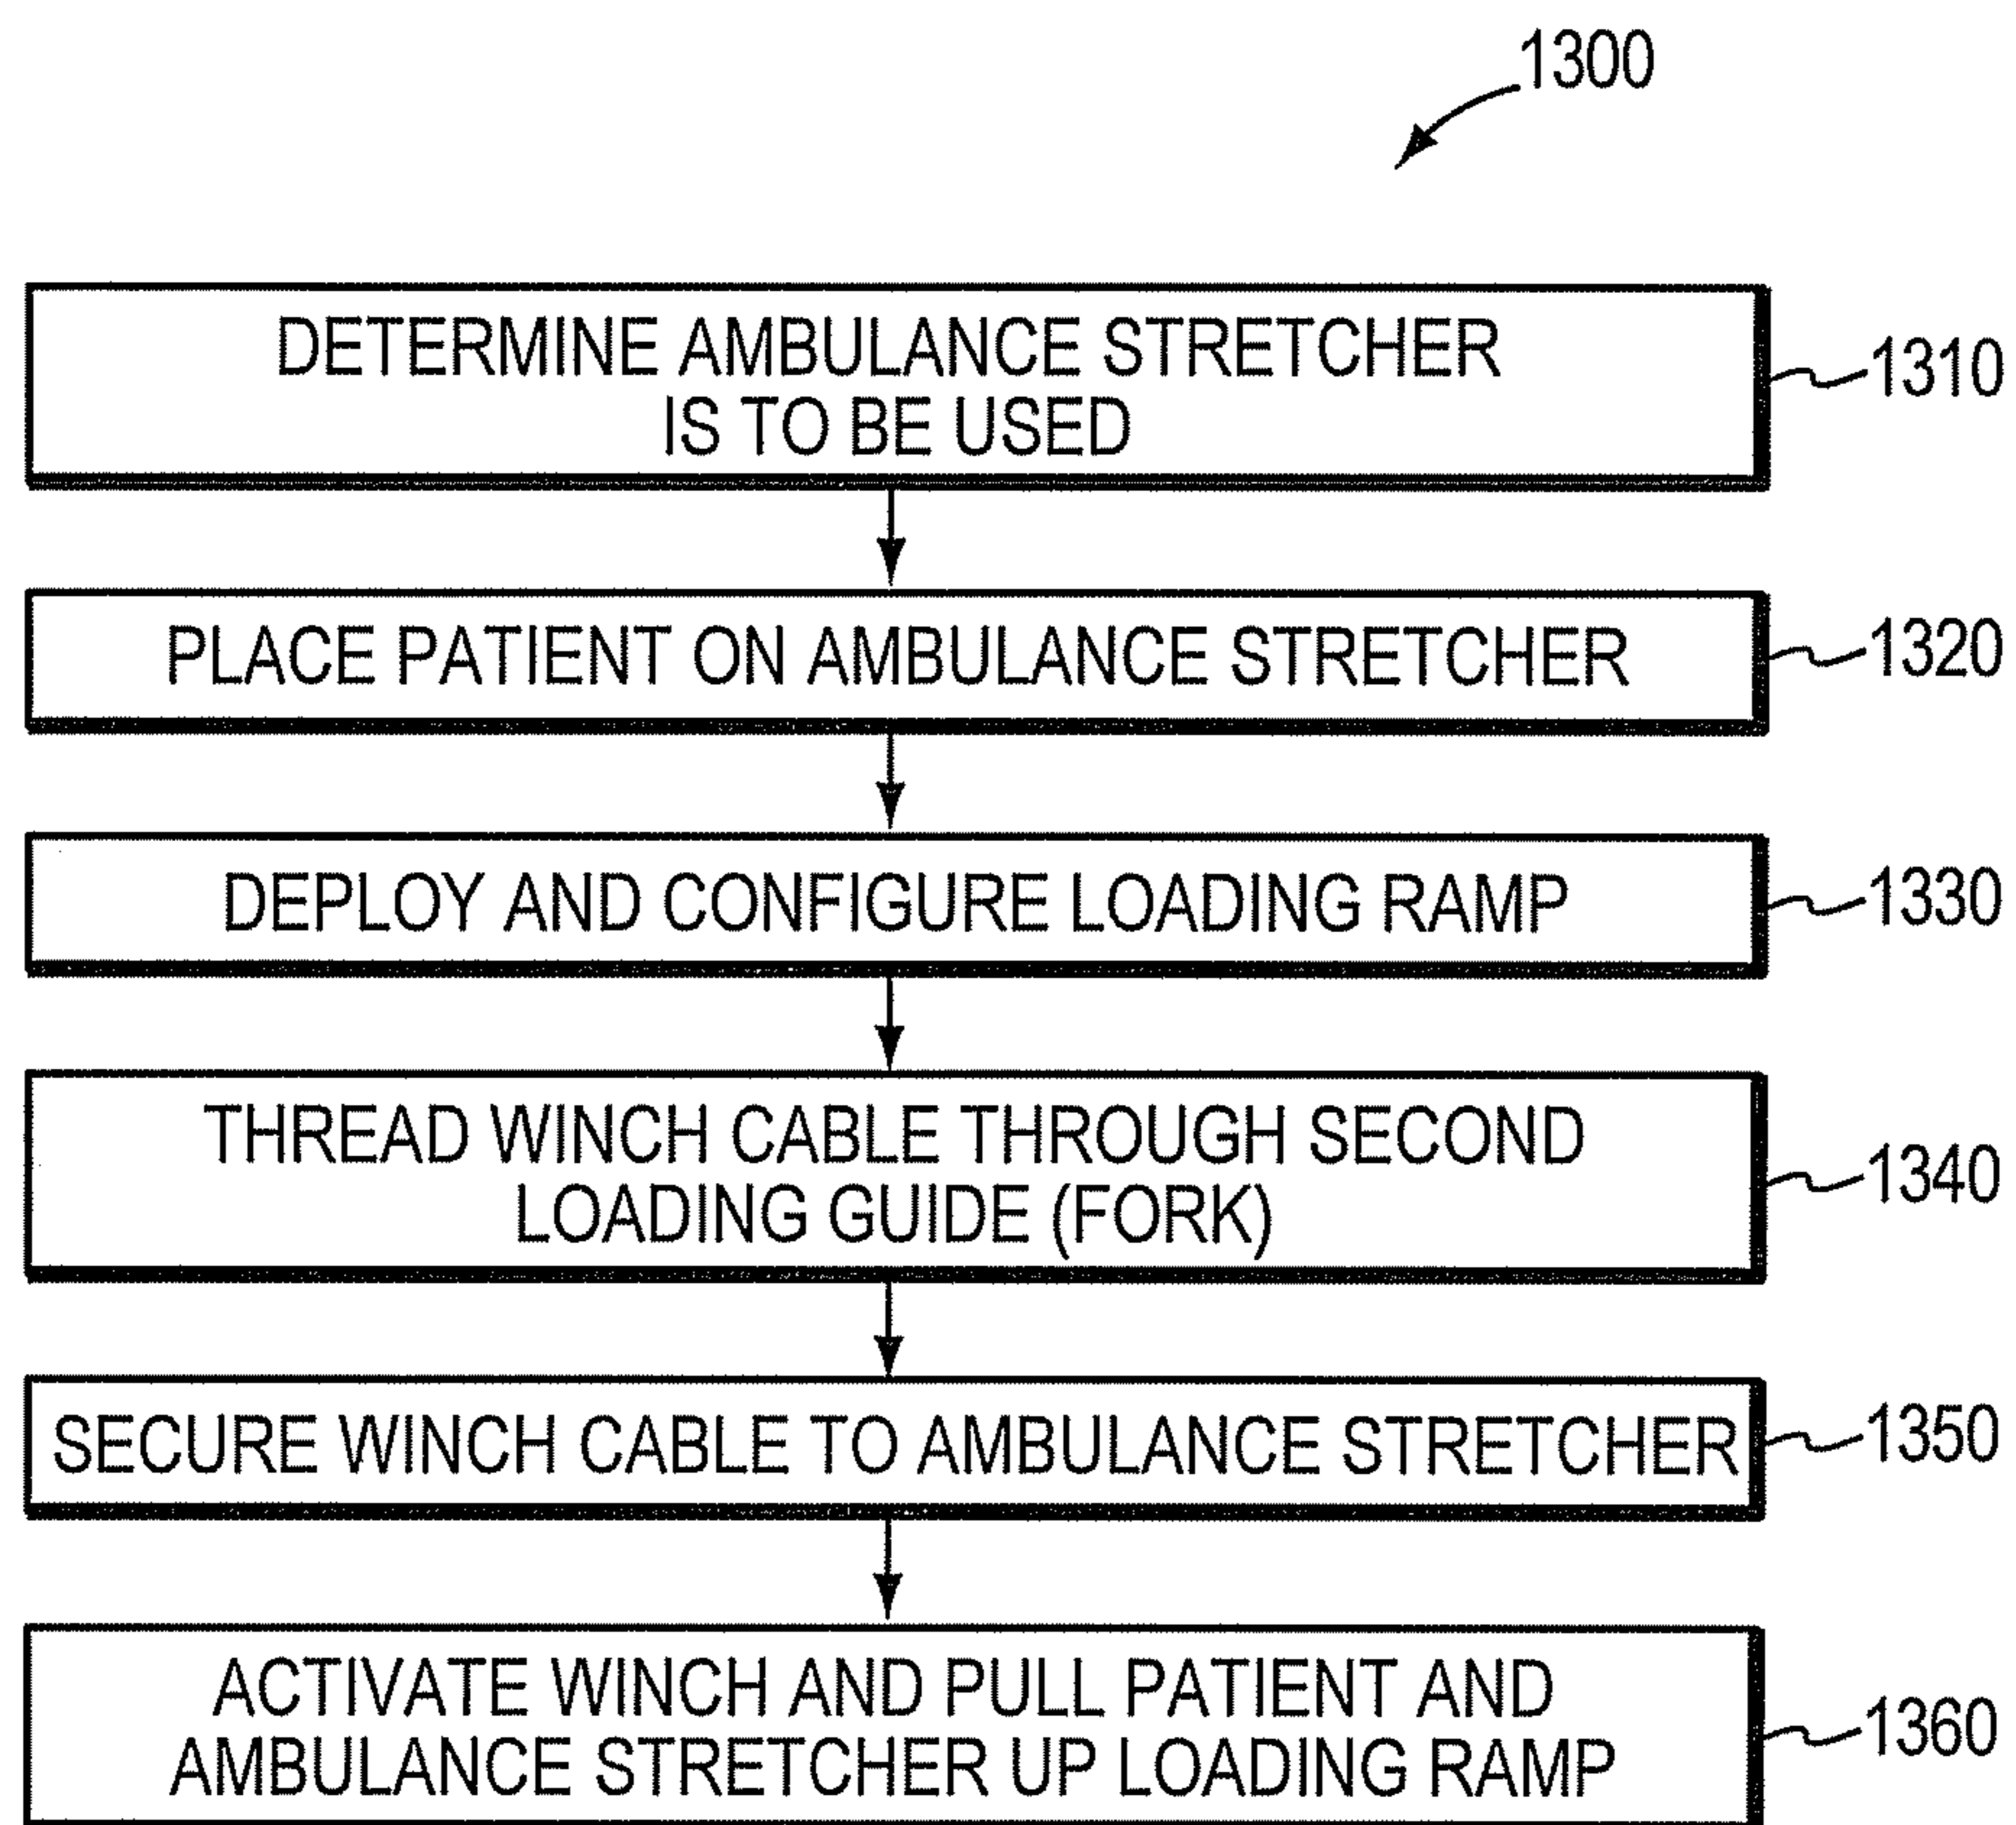 1300
DETERMINE AMBULANCE STRETCHER
IS TO BE USED
1310
PLACE PATIENT ON AMBULANCE STRETCHER
1320
DEPLOY AND CONFIGURE LOADING RAMP
1330
THREAD WINCH CABLE THROUGH SECOND
LOADING GUIDE (FORK)
1340
SECURE WINCH CABLE TO AMBULANCE STRETCHER
1350
ACTIVATE WINCH AND PULL PATIENT AND
AMBULANCE STRETCHER UP LOADING RAMP
1360